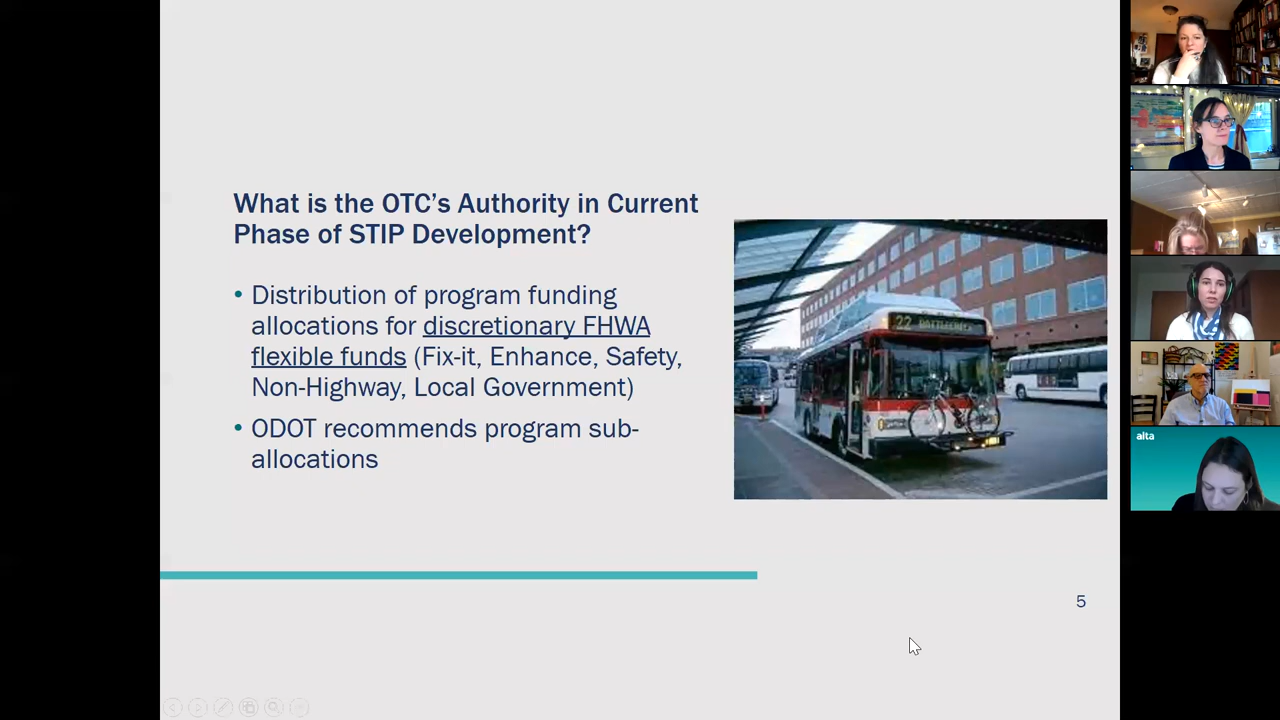 What is the OTC's Authority in Current
Phase of STIP Development?
• Distribution of program funding
allocations for discretionary FHWA
flexible funds (Fix-it, Enhance, Safety,
Non-Highway, Local Government)
• ODOT recommends program sub-
allocations
22
5
alta